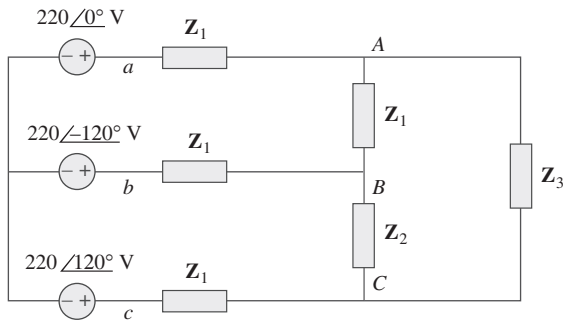 220∠0° V
Z1
− +
a
A
Z1
220∠−120° V
Z1
− +
b
B
Z3
Z2
220∠120° V
Z1
C
− +
c